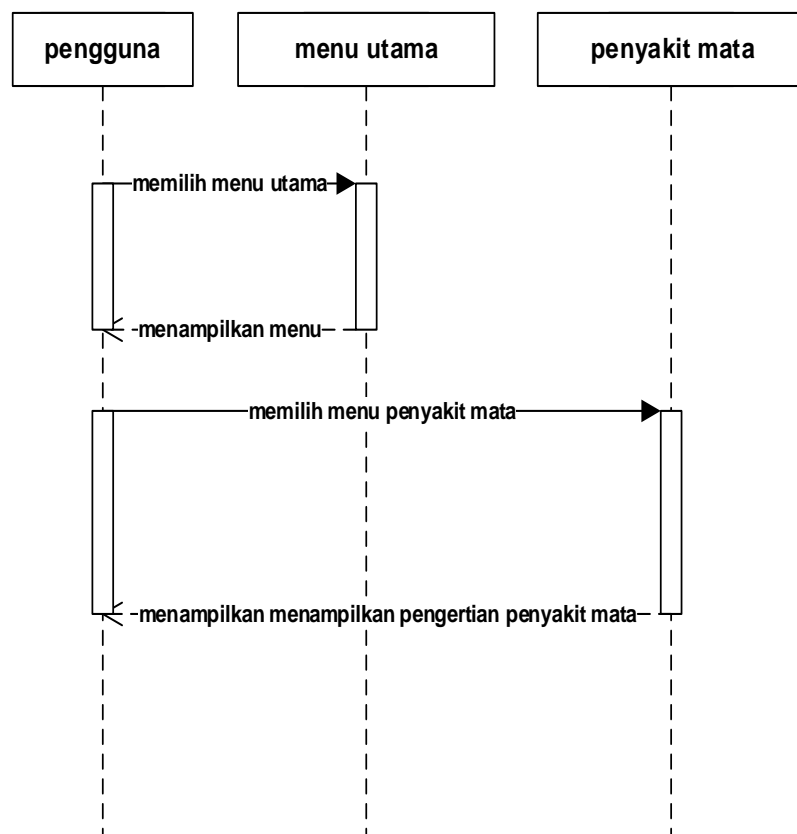 pengguna
menu utama
penyakit mata
memilih menu utama
menampilkan menu
memilih menu penyakit mata
menampilkan menampilkan pengertian penyakit mata